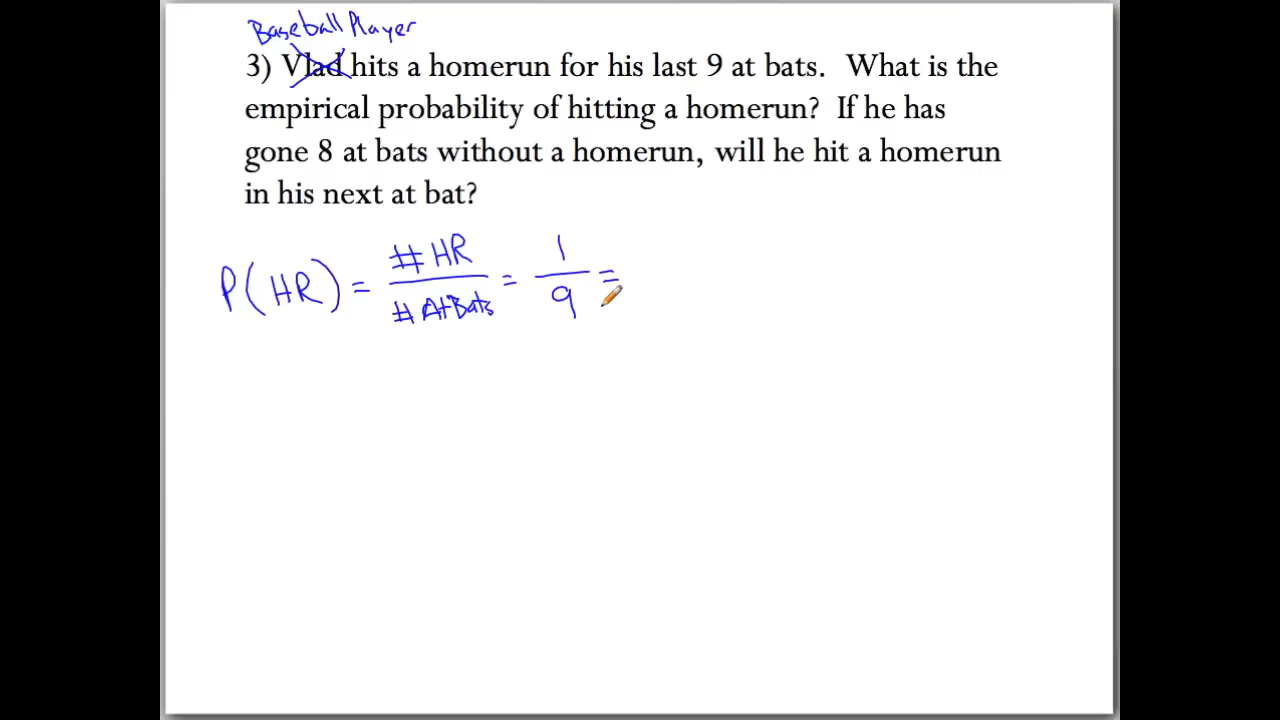 Baseball Player
3) Vlad hits a homerun for his last 9 at bats. What is the
empirical probability of hitting a homerun? If he has
gone 8 at bats without a homerun, will he hit a homerun
in his next at bat?
P(HR) = #HR / #AtBats = 1 / 9 =